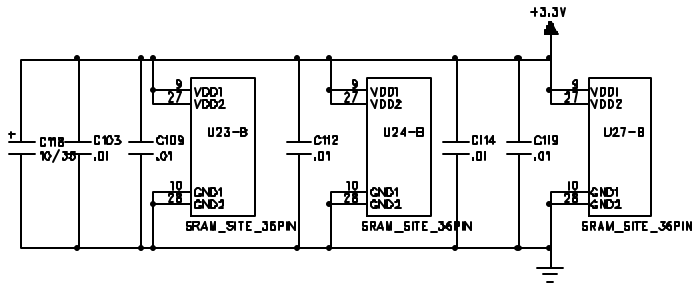 +3.3V
9 VDD1
27 VDD2
U23-B
10 GND1
28 GND2
SRAM_SITE_36PIN
9 VDD1
27 VDD2
U24-B
10 GND1
28 GND2
SRAM_SITE_36PIN
9 VDD1
27 VDD2
U27-B
10 GND1
28 GND2
SRAM_SITE_36PIN
+
C118
10/35
C103
.01
C109
.01
C112
.01
C114
.01
C119
.01